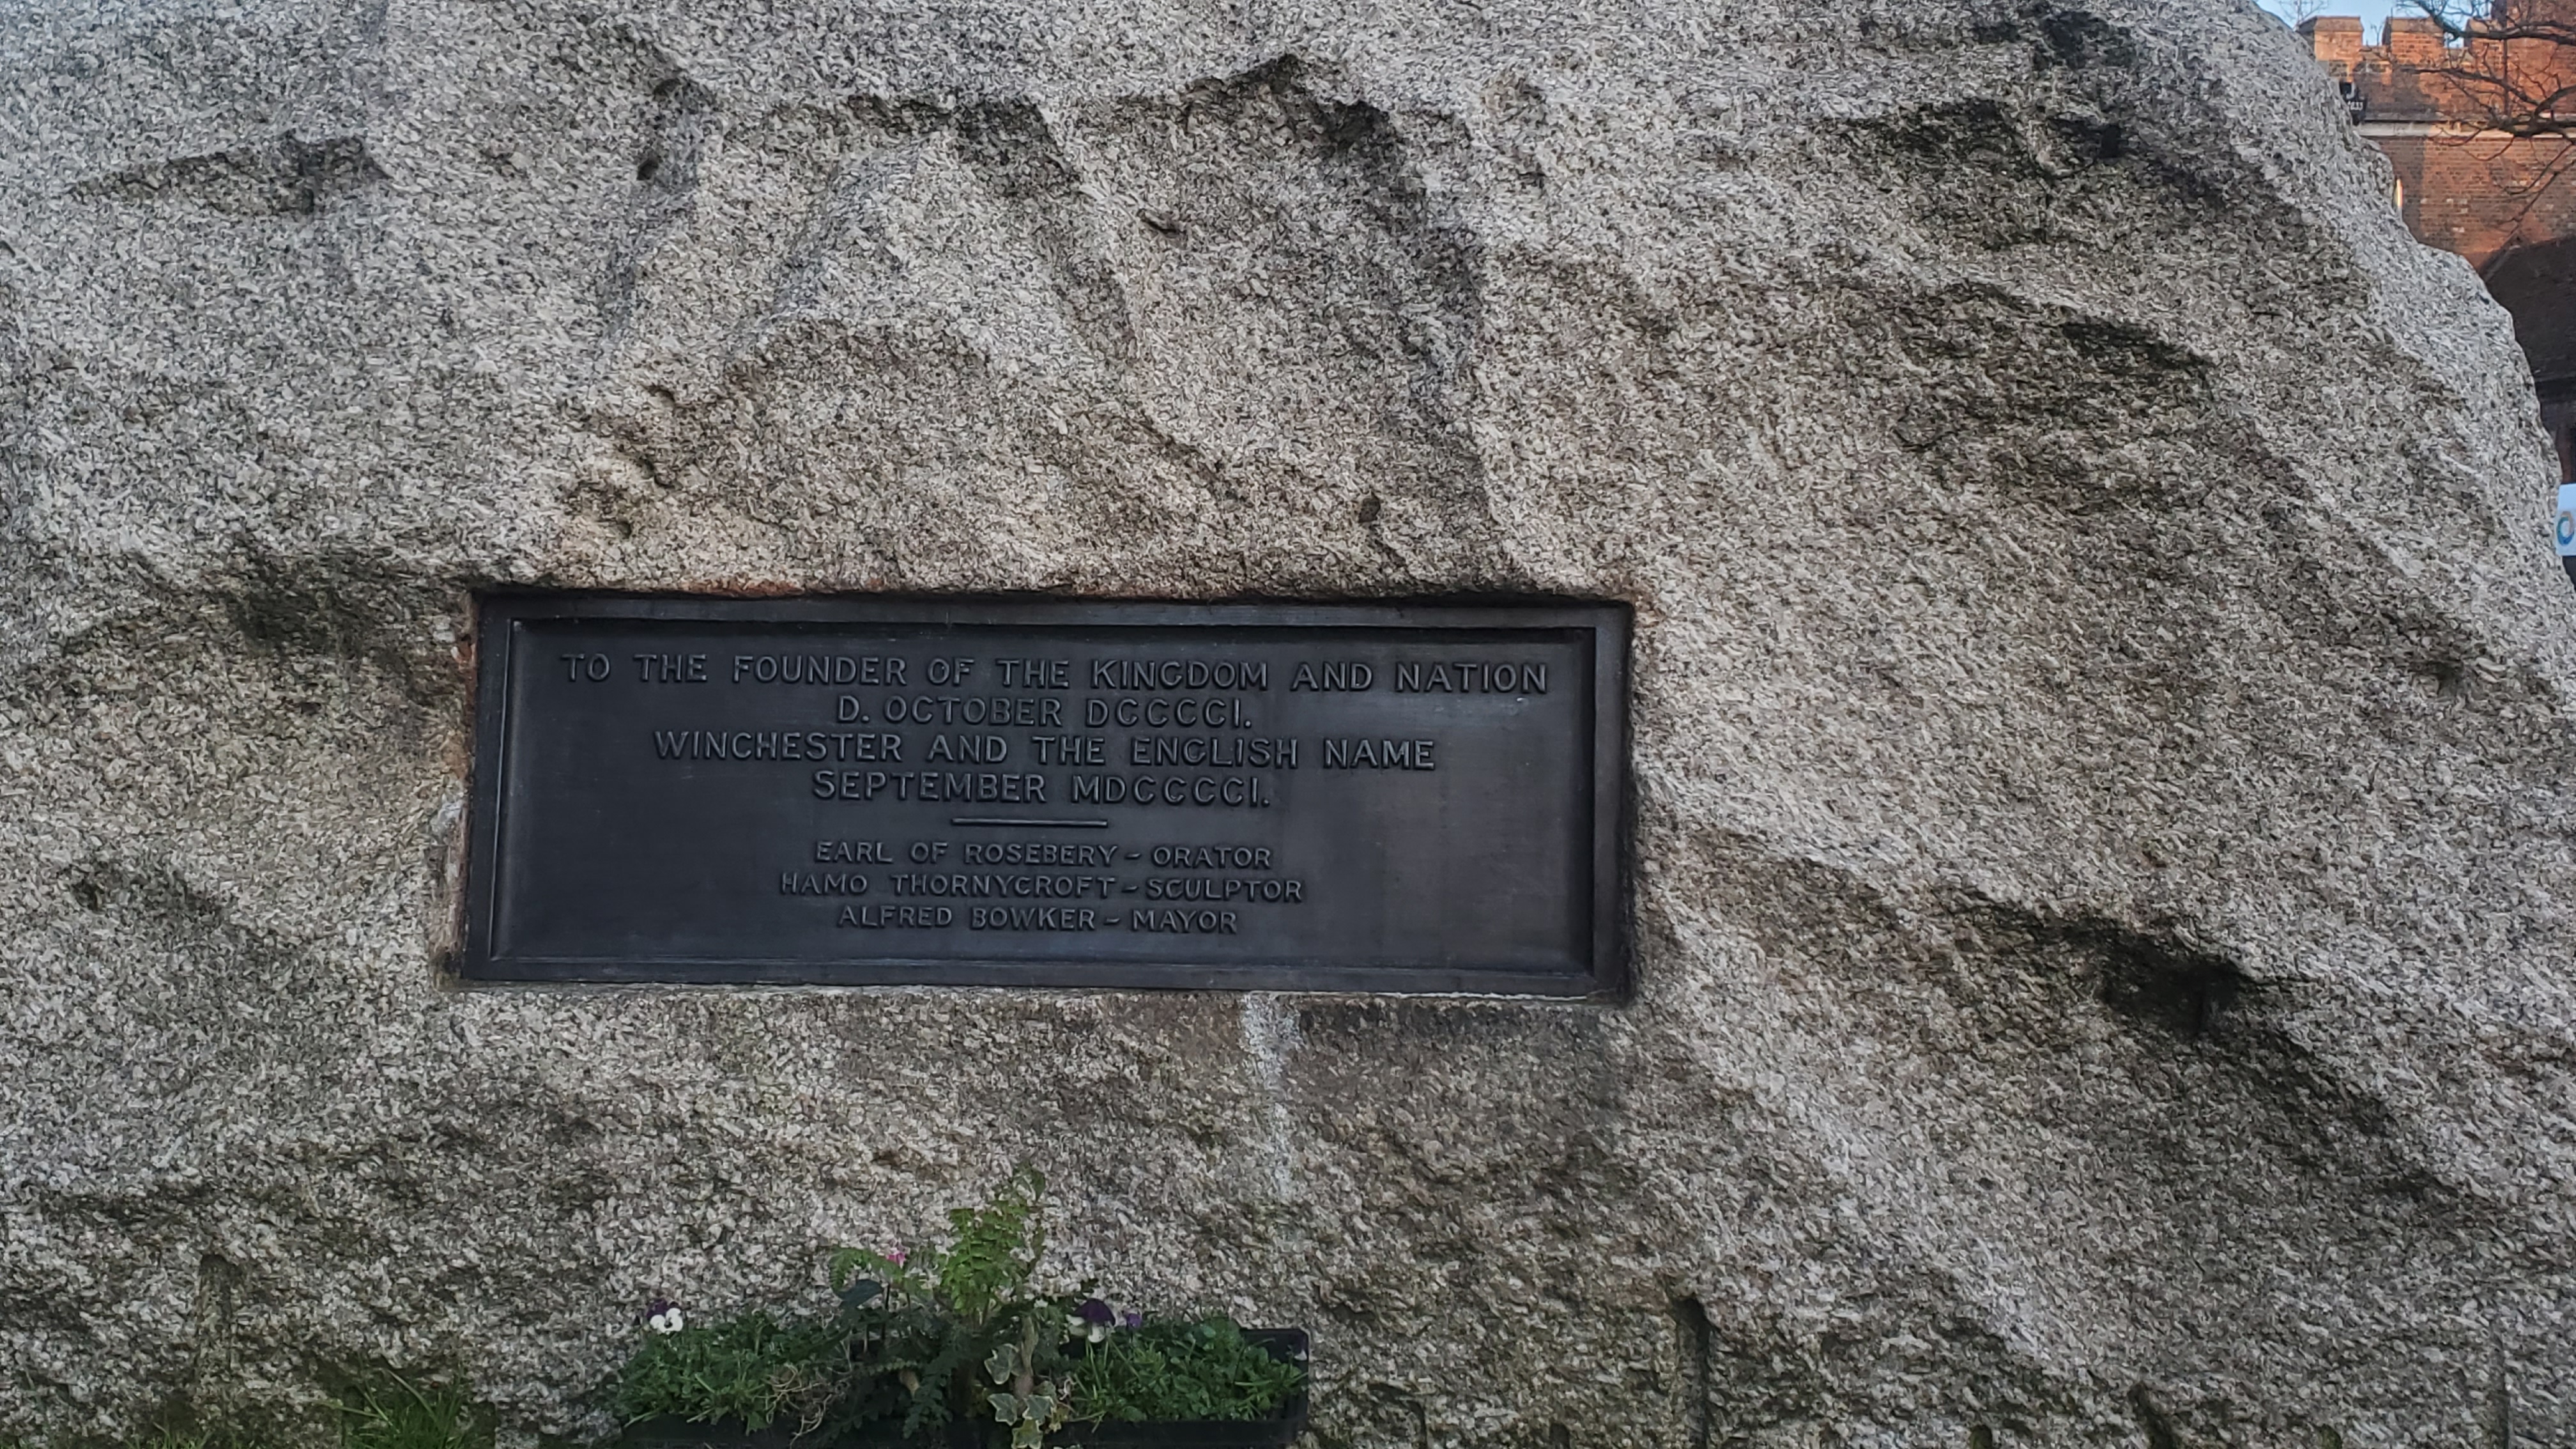 TO THE FOUNDER OF THE KINGDOM AND NATION
D. OCTOBER DCCCCI.
WINCHESTER AND THE ENGLISH NAME
SEPTEMBER MDCCCCI.
EARL OF ROSEBERY – ORATOR
HAMO THORNYCROFT – SCULPTOR
ALFRED BOWKER – MAYOR